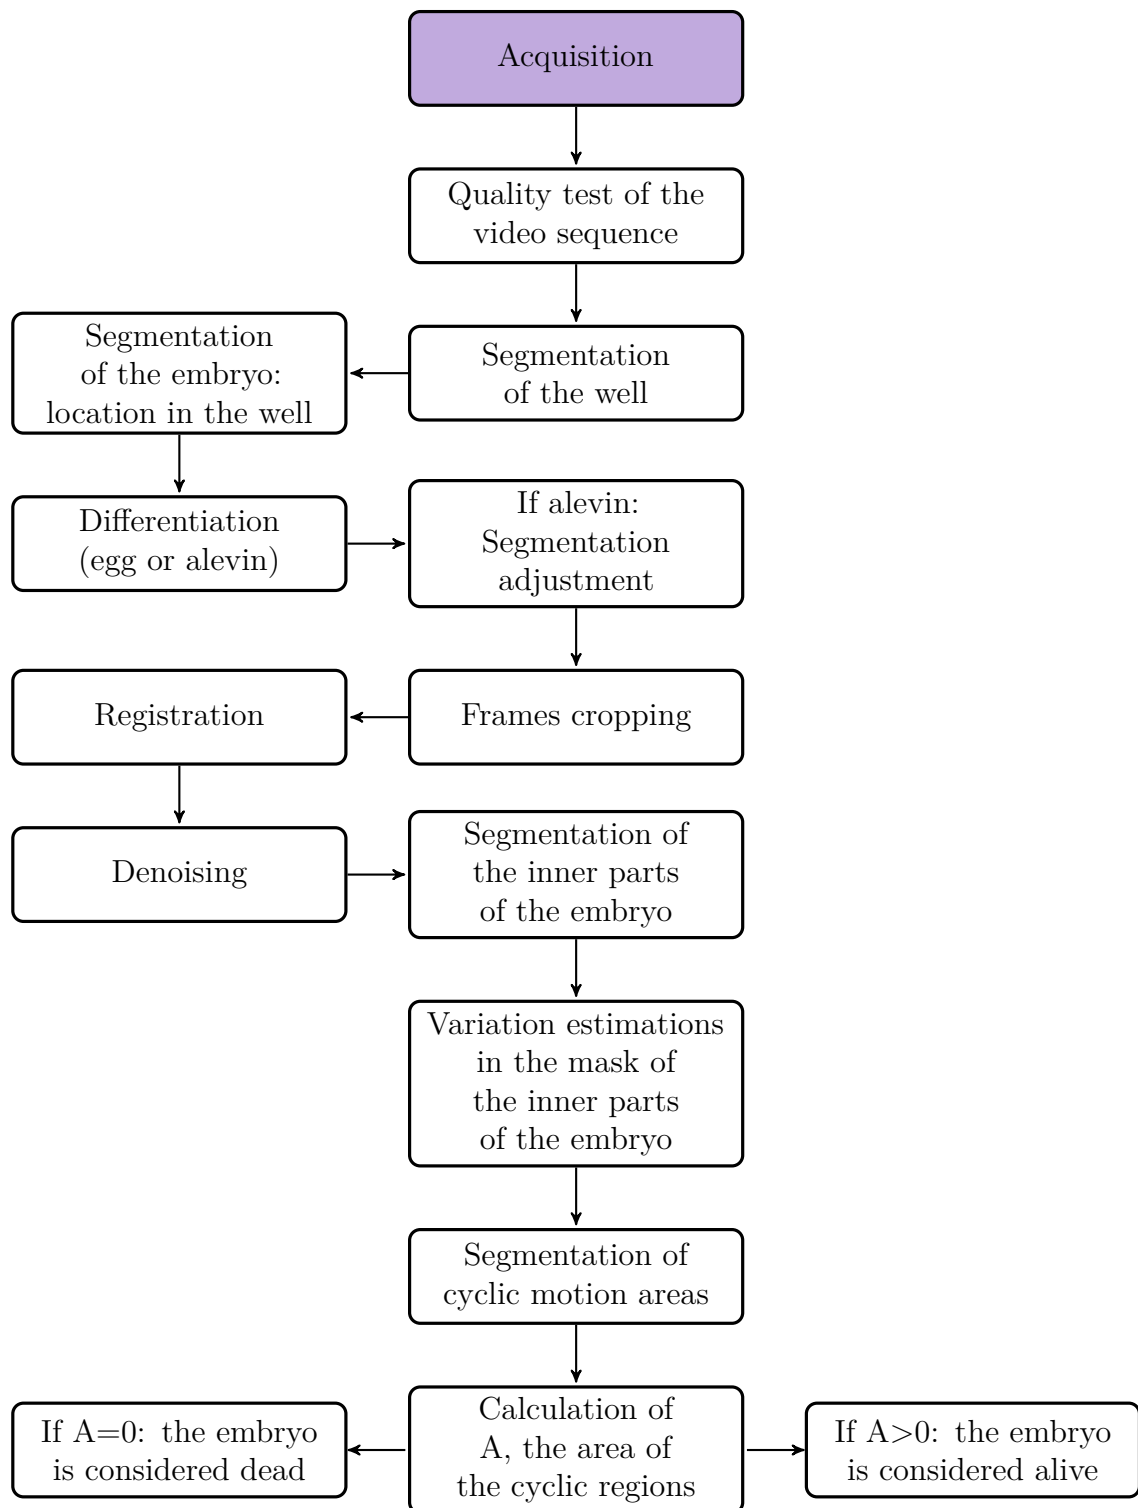 Acquisition
Quality test of the
video sequence
Segmentation
of the well
Segmentation
of the embryo:
location in the well
Differentiation
(egg or alevin)
If alevin:
Segmentation
adjustment
Frames cropping
Registration
Denoising
Segmentation of
the inner parts
of the embryo
Variation estimations
in the mask of
the inner parts
of the embryo
Segmentation of
cyclic motion areas
Calculation of
A, the area of
the cyclic regions
If A=0: the embryo
is considered dead
If A>0: the embryo
is considered alive